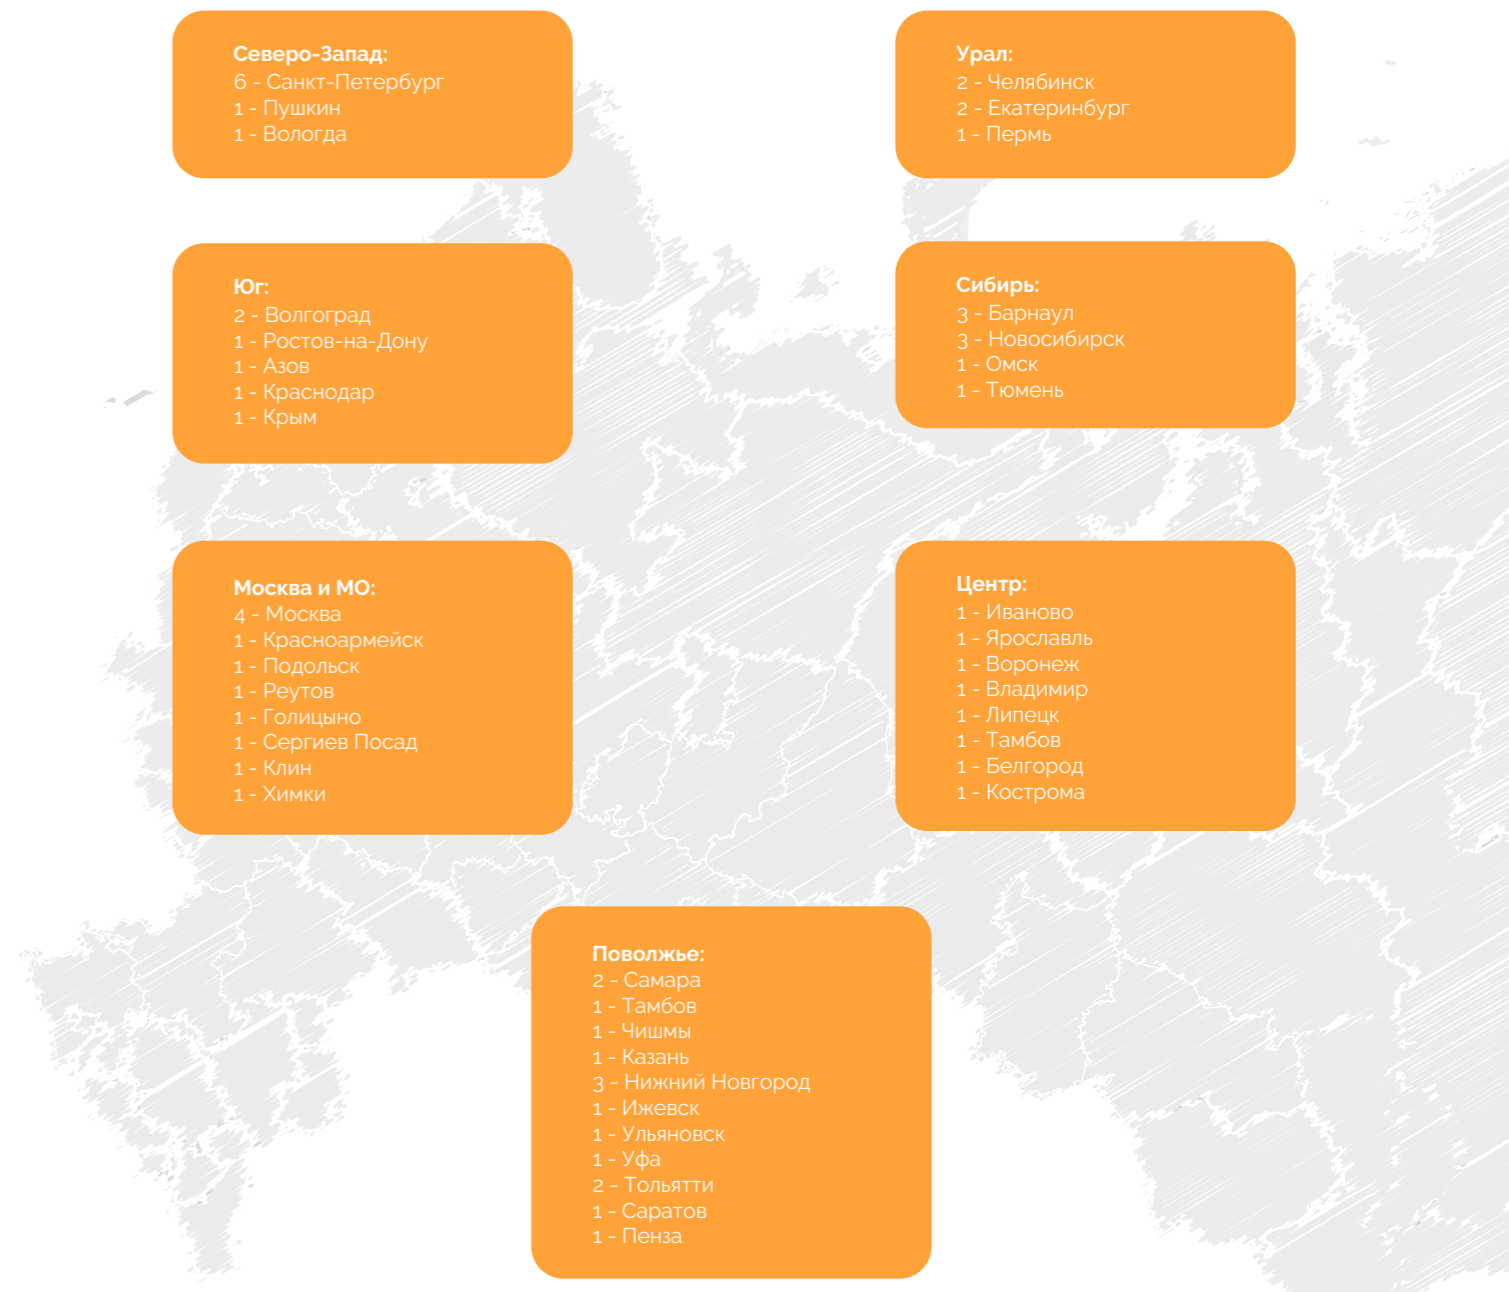 Северо-Запад:
6 - Санкт-Петербург
1 - Пушкин
1 - Вологда
Урал:
2 - Челябинск
2 - Екатеринбург
1 - Пермь
Юг:
2 - Волгоград
1 - Ростов-на-Дону
1 - Азов
1 - Краснодар
1 - Крым
Сибирь:
3 - Барнаул
3 - Новосибирск
1 - Омск
1 - Тюмень
Москва и МО:
4 - Москва
1 - Красноармейск
1 - Подольск
1 - Реутов
1 - Голицыно
1 - Сергиев Посад
1 - Клин
1 - Химки
Центр:
1 - Иваново
1 - Ярославль
1 - Воронеж
1 - Владимир
1 - Липецк
1 - Тамбов
1 - Белгород
1 - Кострома
Поволжье:
2 - Самара
1 - Тамбов
1 - Чишмы
1 - Казань
3 - Нижний Новгород
1 - Ижевск
1 - Ульяновск
1 - Уфа
2 - Тольятти
1 - Саратов
1 - Пенза